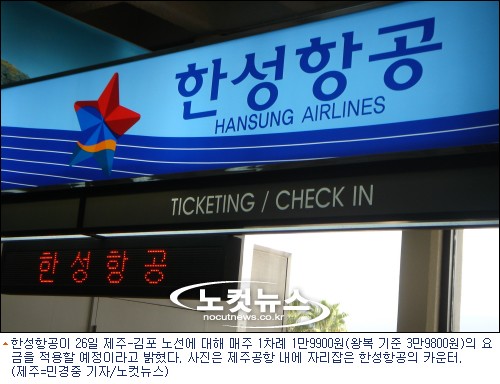 한성항공
HANSUNG AIRLINES
TICKETING / CHECK IN
한성항공
노컷뉴스
nocutnews.co.kr
한성항공이 26일 제주-김포 노선에 대해 매주 1차례 1만9900원(왕복 기준 3만9800원)의 요
금을 적용할 예정이라고 밝혔다. 사진은 제주공항 내에 자리잡은 한성항공의 카운터.
(제주=민경중 기자/노컷뉴스)